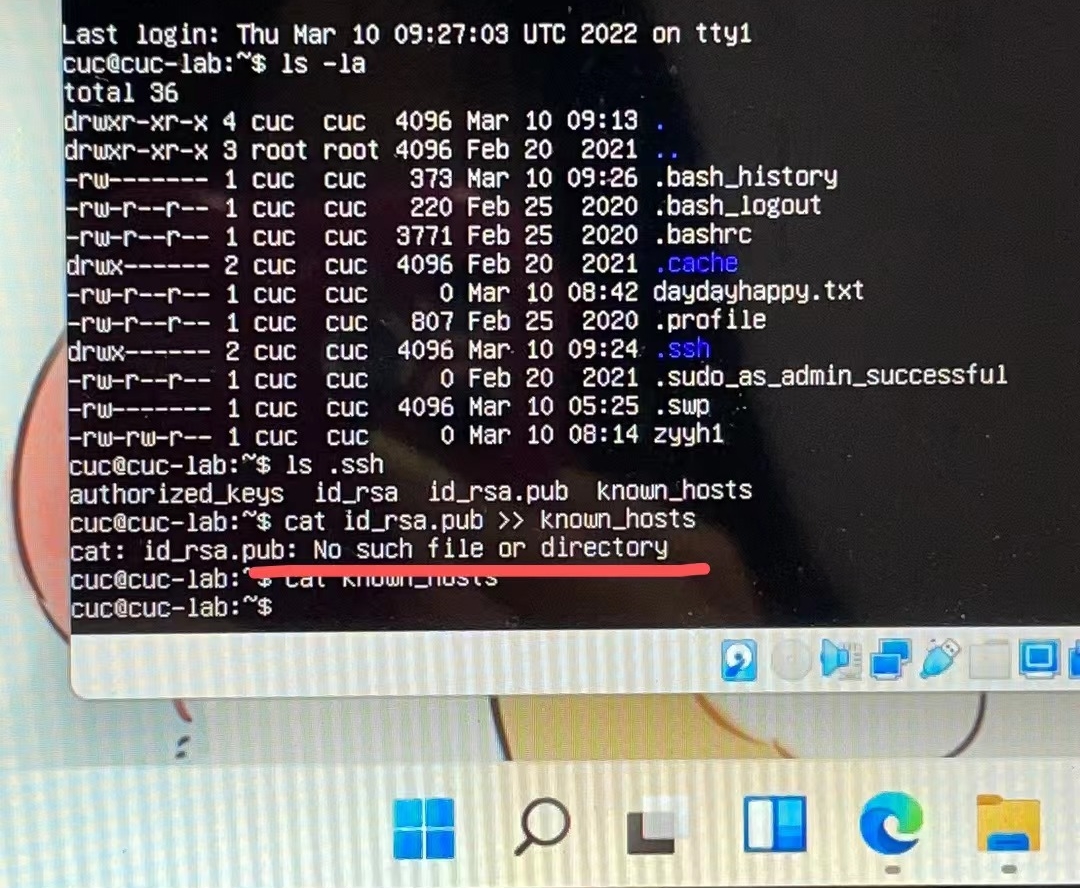 Last login: Thu Mar 10 09:27:03 UTC 2022 on tty1
cuc@cuc-lab:~$ ls -la
total 36
drwxr-xr-x 4 cuc cuc 4096 Mar 10 09:13 .
drwxr-xr-x 3 root root 4096 Feb 20 2021 ..
-rw------- 1 cuc cuc 373 Mar 10 09:26 .bash_history
-rw-r--r-- 1 cuc cuc 220 Feb 25 2020 .bash_logout
-rw-r--r-- 1 cuc cuc 3771 Feb 25 2020 .bashrc
drwx------ 2 cuc cuc 4096 Feb 20 2021 .cache
-rw-r--r-- 1 cuc cuc 0 Mar 10 08:42 daydayhappy.txt
-rw-r--r-- 1 cuc cuc 807 Feb 25 2020 .profile
drwx------ 2 cuc cuc 4096 Mar 10 09:24 .ssh
-rw-r--r-- 1 cuc cuc 0 Feb 20 2021 .sudo_as_admin_successful
-rw------- 1 cuc cuc 4096 Mar 10 05:25 .swp
-rw-rw-r-- 1 cuc cuc 0 Mar 10 08:14 zyyh1
cuc@cuc-lab:~$ ls .ssh
authorized_keys id_rsa id_rsa.pub known_hosts
cuc@cuc-lab:~$ cat id_rsa.pub >> known_hosts
cat: id_rsa.pub: No such file or directory
cuc@cuc-lab:~$ cat known_hosts
cuc@cuc-lab:~$